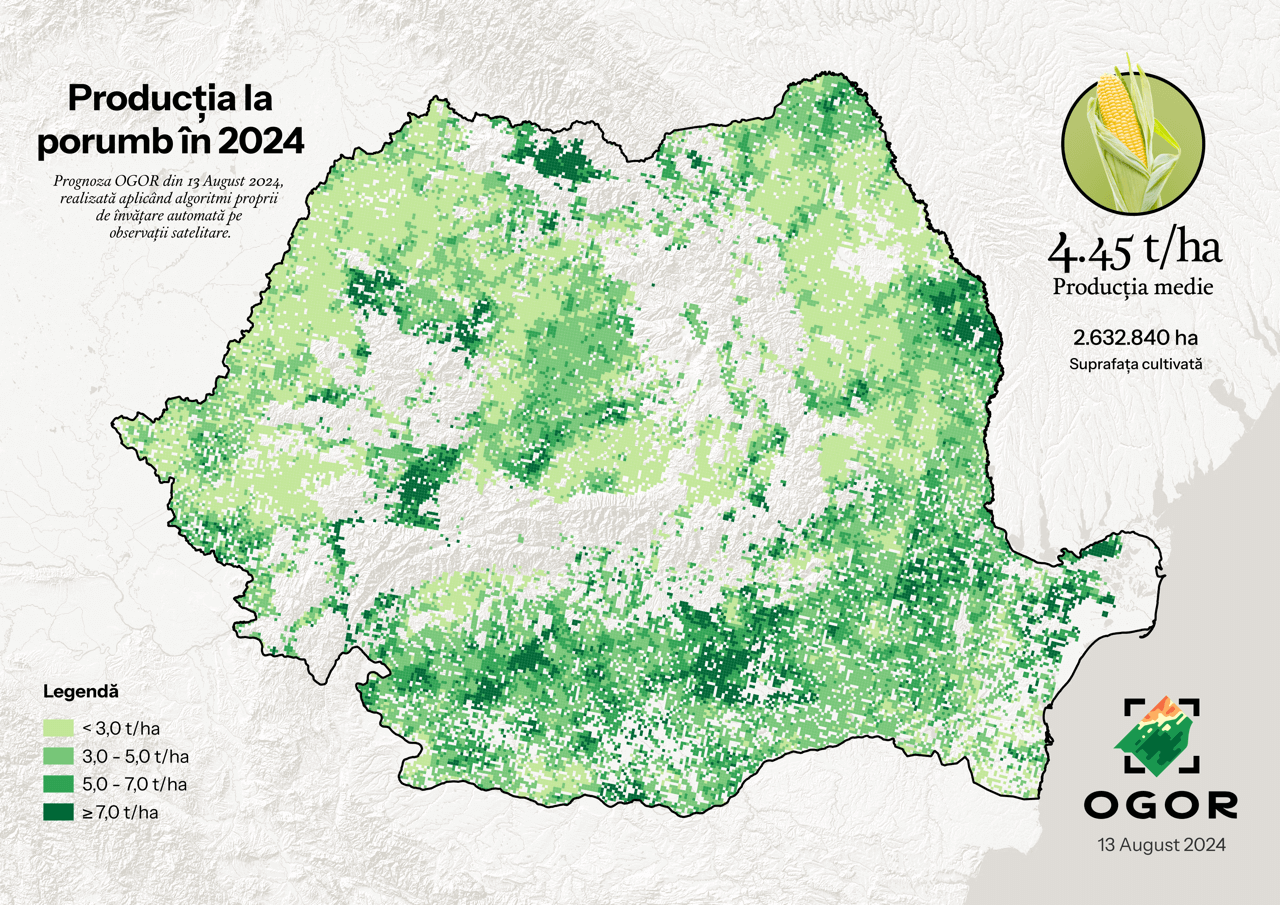 Producția la
porumb în 2024
Prognoza OGOR din 13 August 2024,
realizată aplicând algoritmi proprii
de învățare automată pe
observații satelitare.
4.45 t/ha
Producția medie
2.632.840 ha
Suprafața cultivată
Legendă
< 3,0 t/ha
3,0 - 5,0 t/ha
5,0 - 7,0 t/ha
≥ 7,0 t/ha
OGOR
13 August 2024